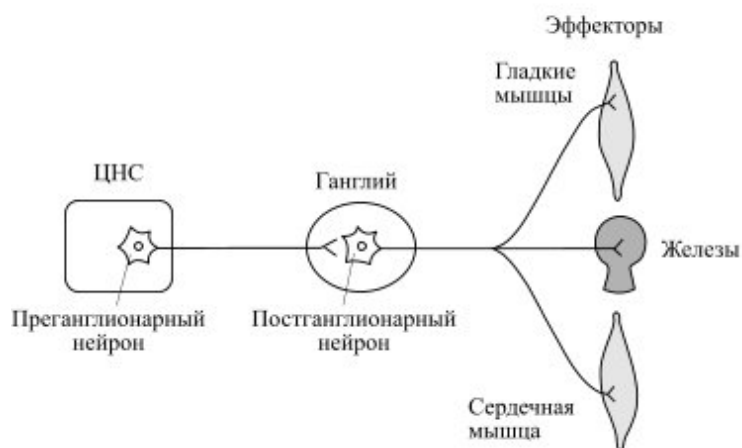 Эффекторы
Гладкие
мышцы
ЦНС
Ганглий
Железы
Преганглионарный
нейрон
Постганглионарный
нейрон
Сердечная
мышца